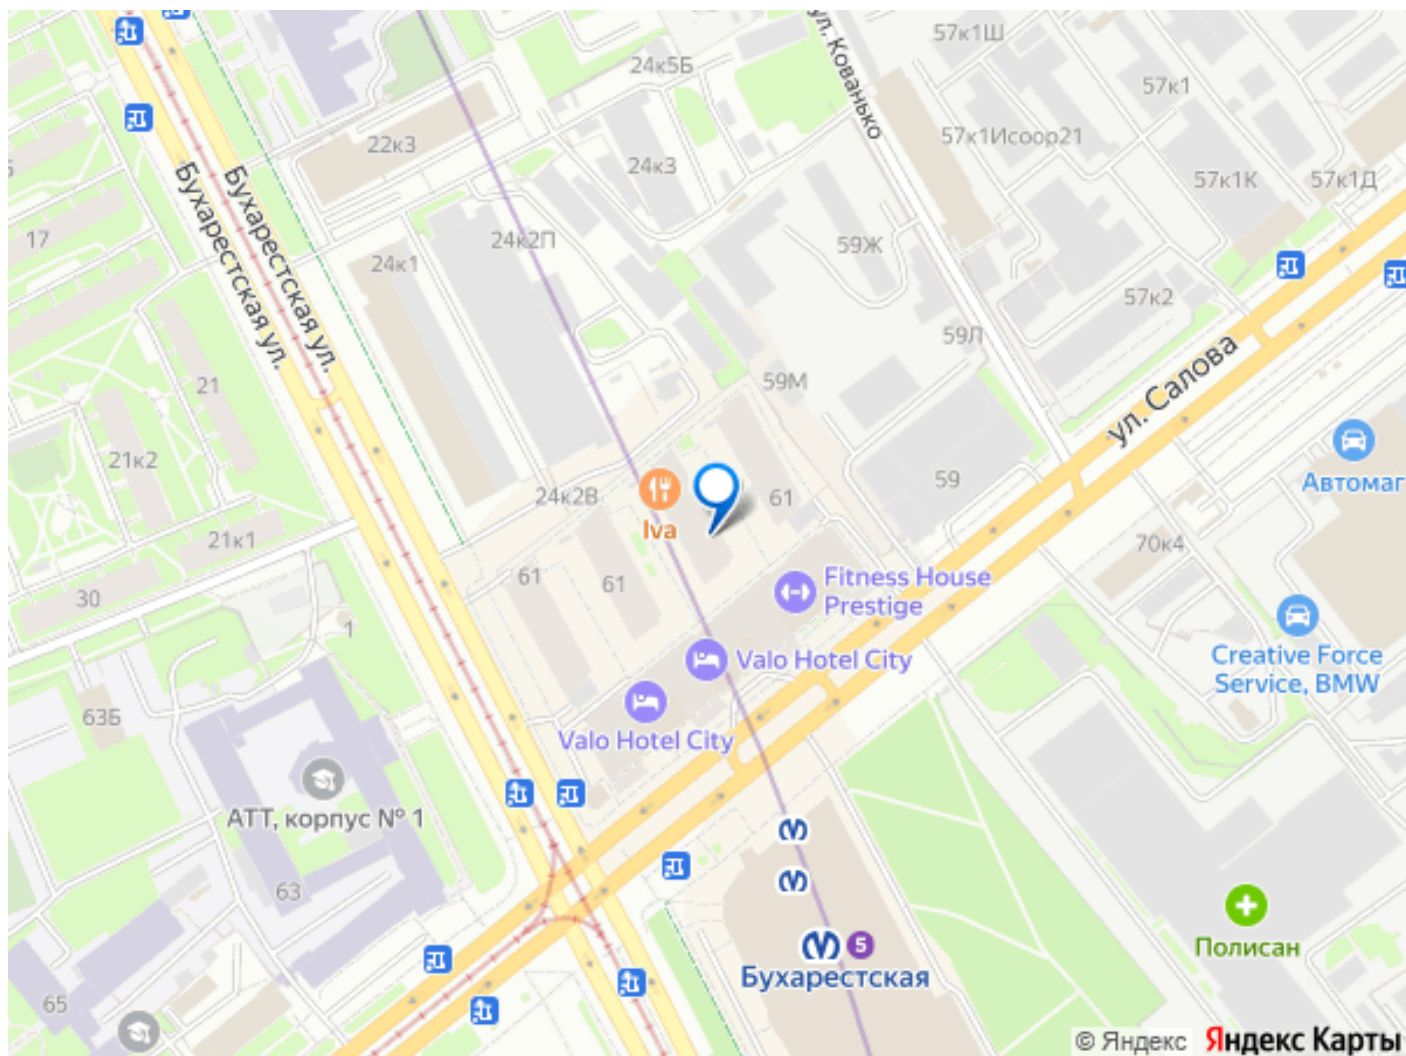 57к1Ш
ул. Кованько
24к5Б
57к1
22к3
57к1Исоор21
24к3
57к1К
57к1Д
Бухарестская ул.
Бухарестская ул.
17
24к2П
59Ж
24к1
57к2
59Л
ул. Салова
59М
21
21к2
Автомаг
59
24к2В
61
Iva
21к1
70к4
61
61
Fitness House
Prestige
30
1
Valo Hotel City
Creative Force
Service, BMW
63Б
Valo Hotel City
АТТ, корпус № 1
63
5
Полисан
Бухарестская
65
© Яндекс
Яндекс Карты